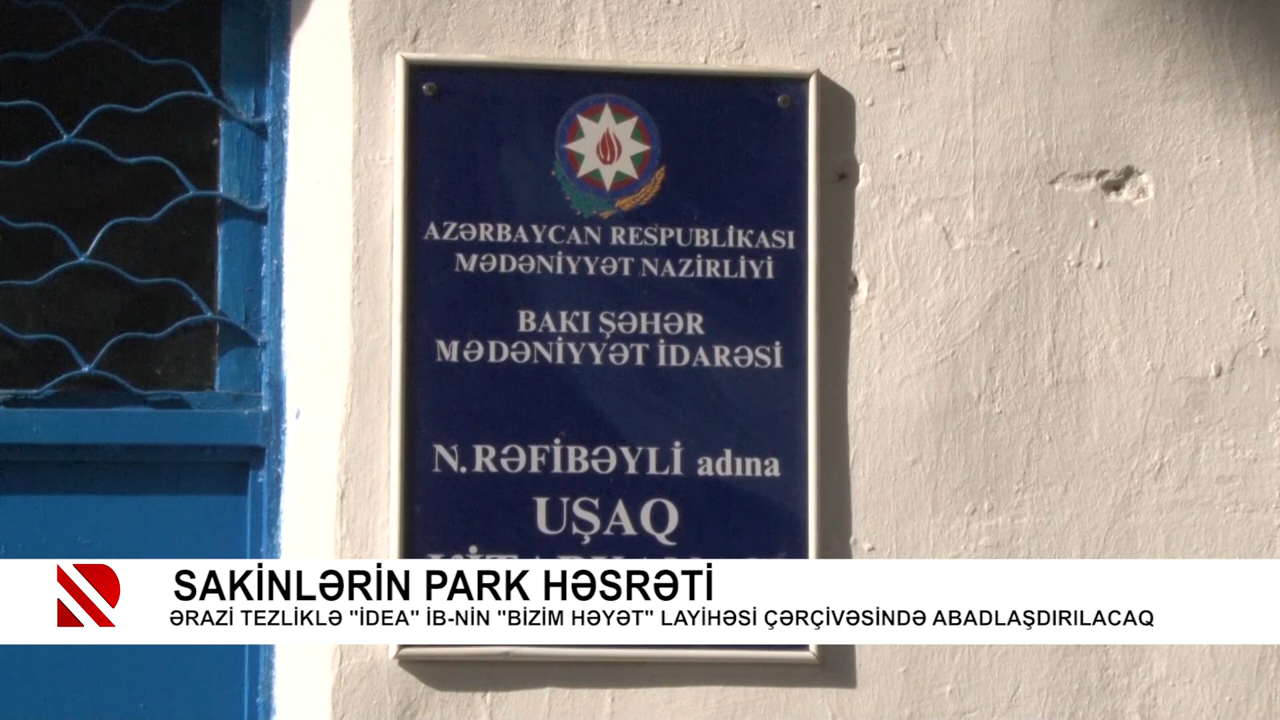 AZƏRBAYCAN RESPUBLİKASI
MƏDƏNİYYƏT NAZİRLİYİ
BAKI ŞƏHƏR
MƏDƏNİYYƏT İDARƏSİ
N.RƏFİBƏYLİ adına
UŞAQ
SAKİNLƏRİN PARK HƏSRƏTİ
ƏRAZİ TEZLİKLƏ "İDEA" İB-NİN "BİZİM HƏYƏT" LAYİHƏSİ ÇƏRÇİVƏSİNDƏ ABADLAŞDIRILACAQ